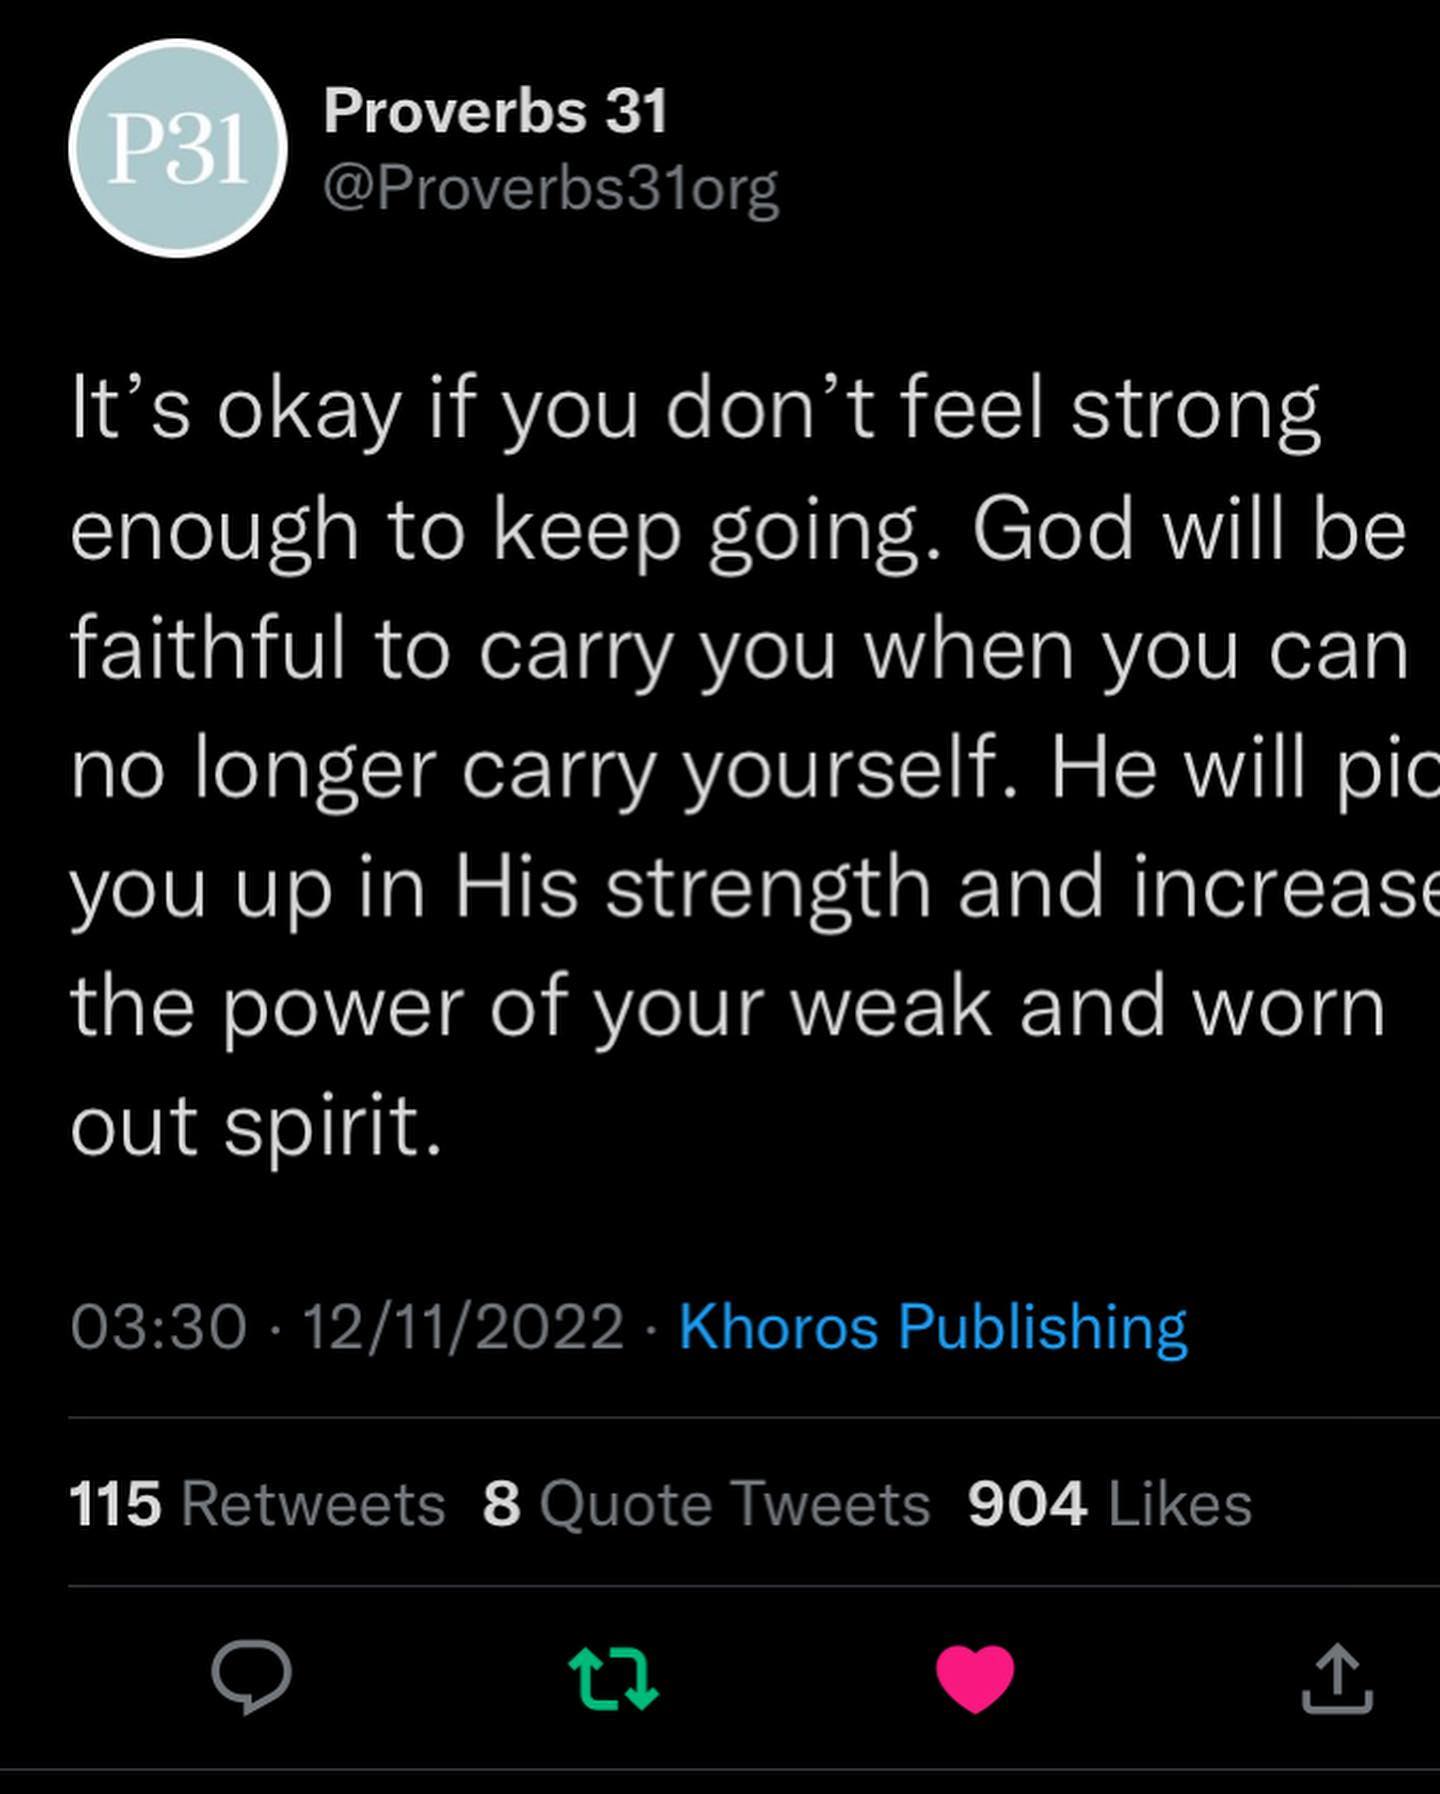 P31
Proverbs 31
@Proverbs31org
It’s okay if you don’t feel strong
enough to keep going. God will be
faithful to carry you when you can
no longer carry yourself. He will pic
you up in His strength and increase
the power of your weak and worn
out spirit.
03:30 · 12/11/2022 · Khoros Publishing
115 Retweets 8 Quote Tweets 904 Likes